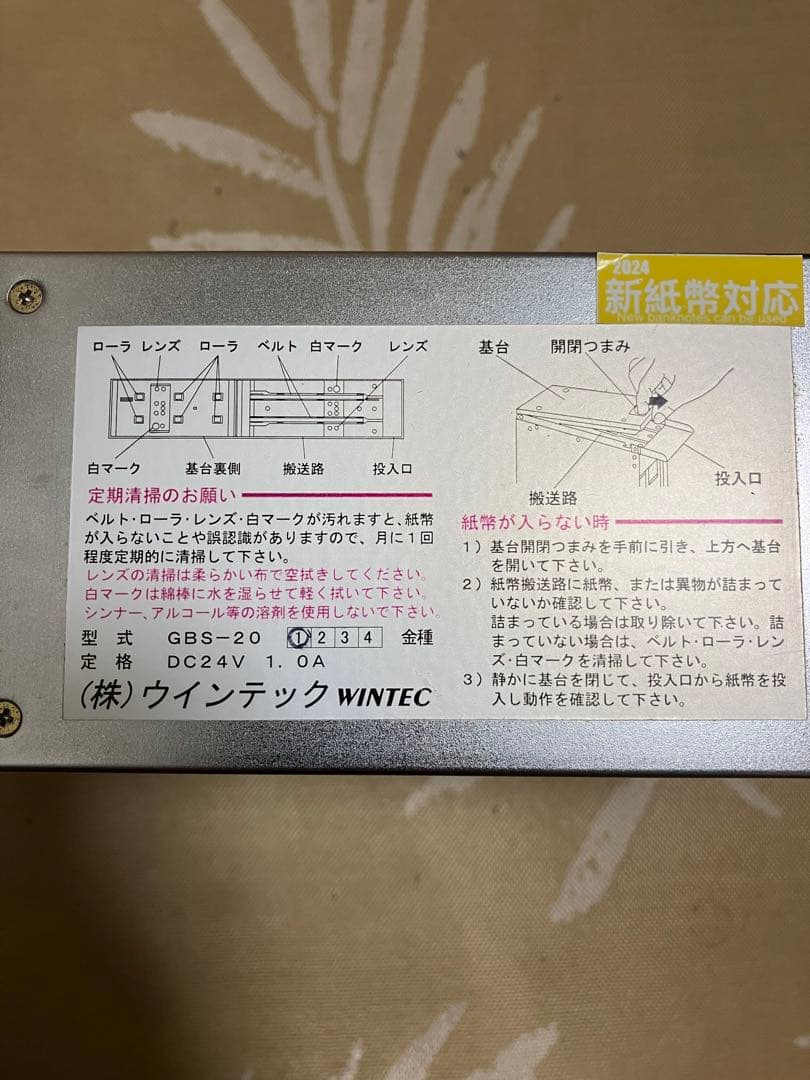 2024
新紙幣対応
New banknotes can be used
ローラ レンズ ローラ ベルト 白マーク レンズ
白マーク 基台裏側 搬送路 投入口
定期清掃のお願い
ベルト・ローラ・レンズ・白マークが汚れますと、紙幣
が入らないことや誤認識がありますので、月に1回
程度定期的に清掃して下さい。
レンズの清掃は柔らかい布で空拭きしてください。
白マークは綿棒に水を湿らせて軽く拭いて下さい。
シンナー、アルコール等の溶剤を使用しないで下さい。
型式 GBS-20 1 2 3 4 金種
定格 DC24V 1.0A
(株)ウインテック WINTEC
基台 開閉つまみ
投入口
搬送路
紙幣が入らない時
1)基台開閉つまみを手前に引き、上方へ基台
を開いて下さい。
2)紙幣搬送路に紙幣、または異物が詰まって
いないか確認して下さい。
詰まっている場合は取り除いて下さい。詰
まっていない場合は、ベルト・ローラ・レン
ズ・白マークを清掃して下さい。
3)静かに基台を閉じて、投入口から紙幣を投
入し動作を確認して下さい。